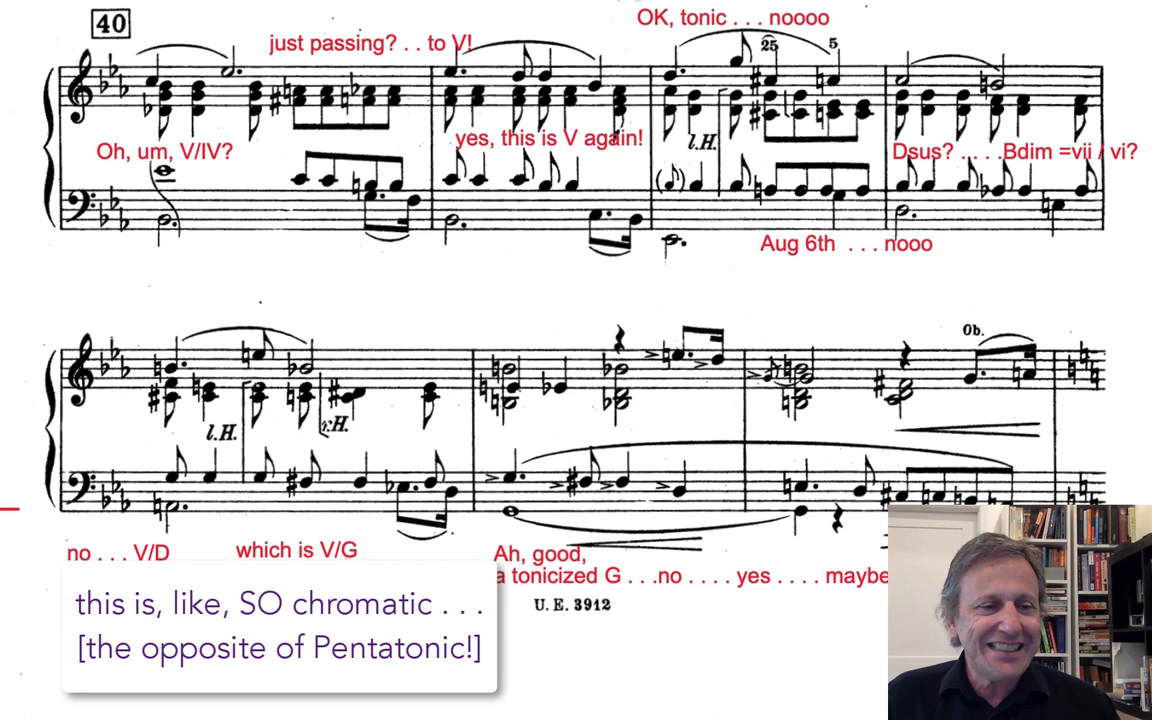 40
OK, tonic . . . noooo
just passing? . . to V!
25
5
yes, this is V again!
l.H.
Oh, um, V/IV?
Dsus? . . . .Bdim =vii / vi?
Aug 6th . . . nooo
Ob.
l.H.
r.H.
no . . . V/D
which is V/G
Ah, good,
a tonicized G . . .no . . . . yes . . . . maybe
this is, like, SO chromatic . . .
[the opposite of Pentatonic!]
U. E. 3912